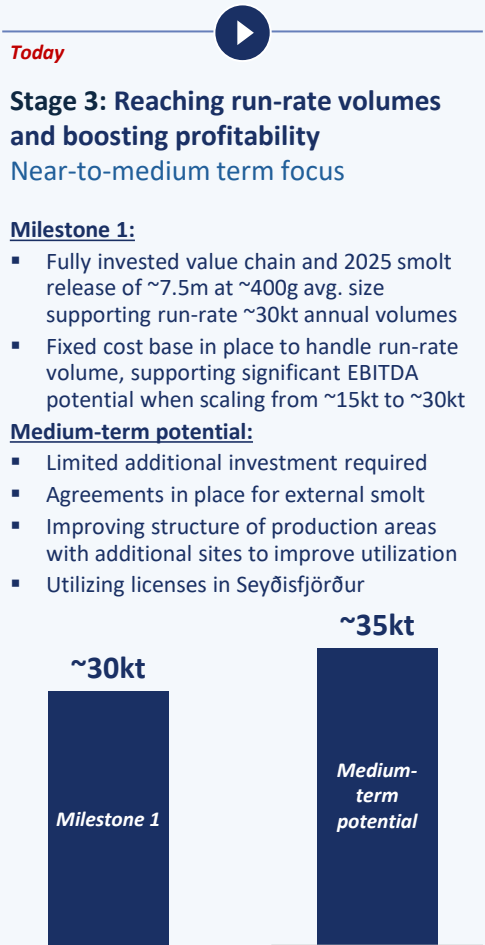 Today
Stage 3: Reaching run-rate volumes
and boosting profitability
Near-to-medium term focus
Milestone 1:
▪ Fully invested value chain and 2025 smolt
release of ~7.5m at ~400g avg. size
supporting run-rate ~30kt annual volumes
▪ Fixed cost base in place to handle run-rate
volume, supporting significant EBITDA
potential when scaling from ~15kt to ~30kt
Medium-term potential:
▪ Limited additional investment required
▪ Agreements in place for external smolt
▪ Improving structure of production areas
with additional sites to improve utilization
▪ Utilizing licenses in Seyðisfjörður
~30kt
~35kt
Milestone 1
Medium-
term
potential